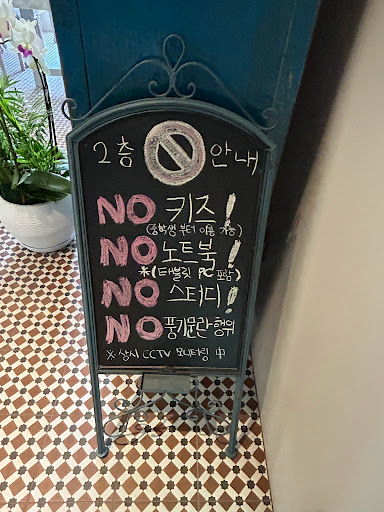 2층 안내
NO 키즈!
(중학생 부터 이용 가능)
NO 노트북!
*(태블릿 PC 포함)
NO 스터디!
NO 풍기문란 행위
※ 상시 CCTV 모니터링 中